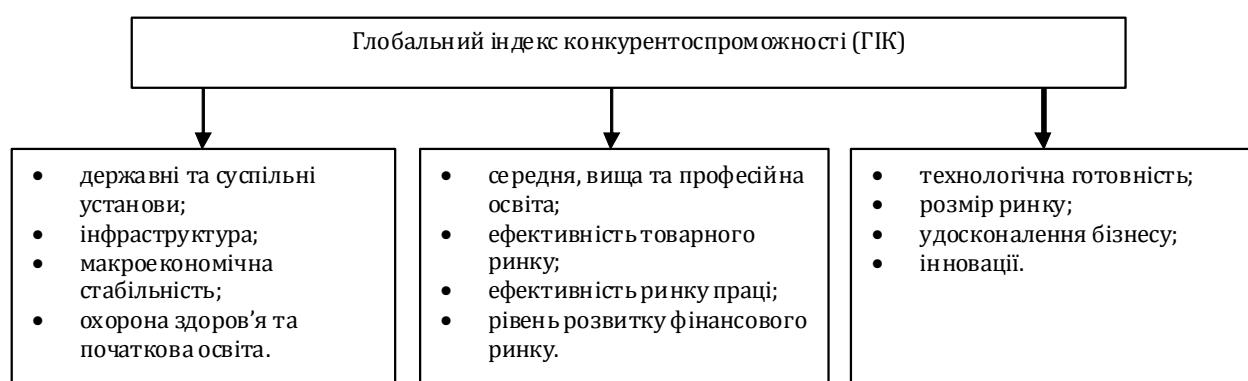 Глобальний індекс конкурентоспроможності (ГІК)
• державні та суспільні
установи;
• інфраструктура;
• макроекономічна
стабільність;
• охорона здоров’я та
початкова освіта.
• середня, вища та професійна
освіта;
• ефективність товарного
ринку;
• ефективність ринку праці;
• рівень розвитку фінансового
ринку.
• технологічна готовність;
• розмір ринку;
• удосконалення бізнесу;
• інновації.